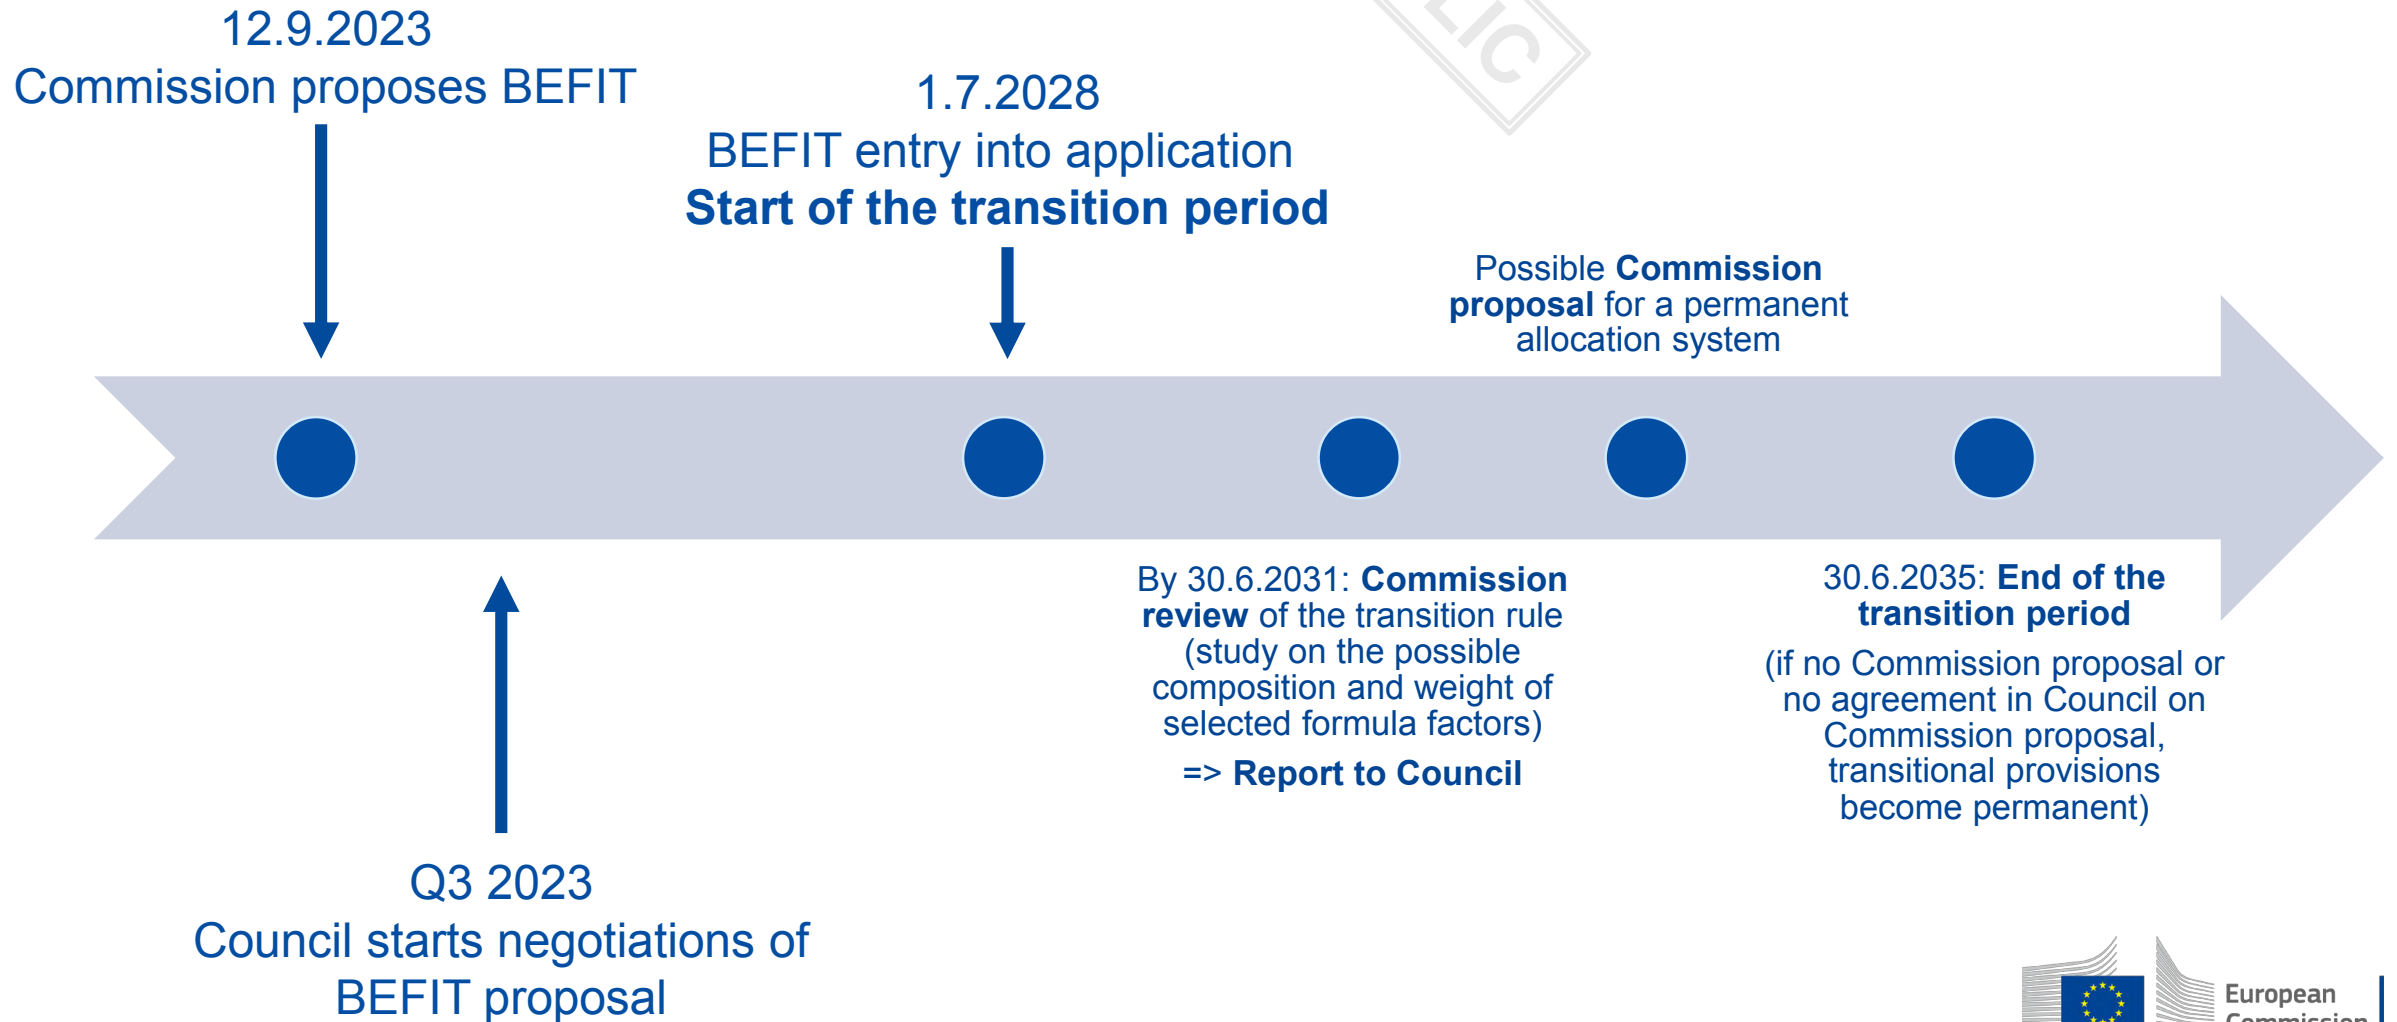 12.9.2023
Commission proposes BEFIT
1.7.2028
BEFIT entry into application
Start of the transition period
Possible Commission
proposal for a permanent
allocation system
By 30.6.2031: Commission
review of the transition rule
(study on the possible
composition and weight of
selected formula factors)
=> Report to Council
30.6.2035: End of the
transition period
(if no Commission proposal or
no agreement in Council on
Commission proposal,
transitional provisions
become permanent)
Q3 2023
Council starts negotiations of
BEFIT proposal
European
Commission